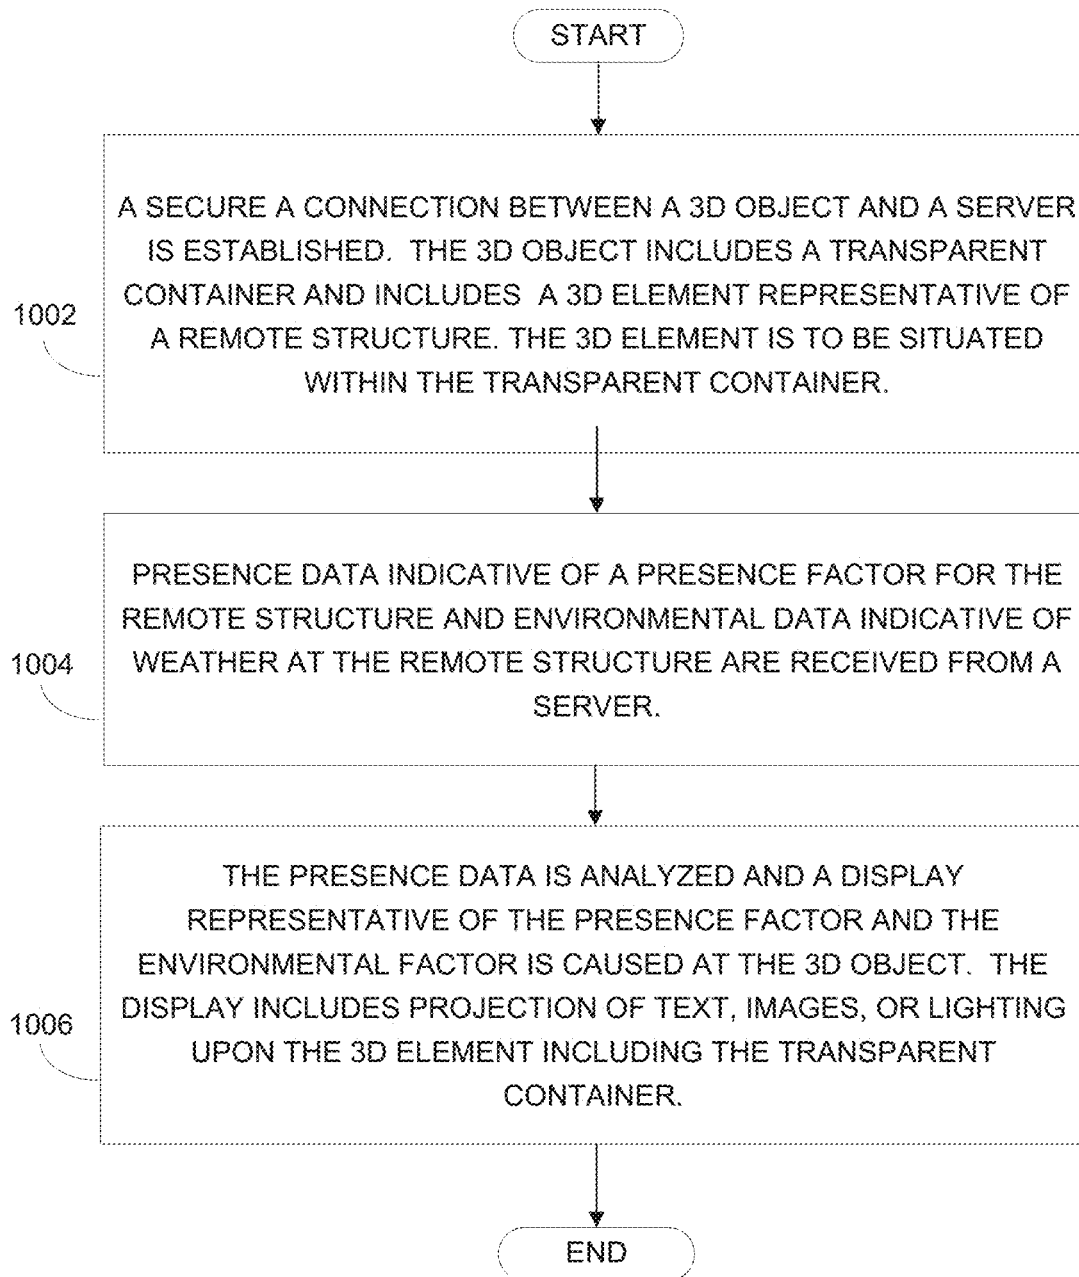 START
A SECURE A CONNECTION BETWEEN A 3D OBJECT AND A SERVER
IS ESTABLISHED. THE 3D OBJECT INCLUDES A TRANSPARENT
CONTAINER AND INCLUDES A 3D ELEMENT REPRESENTATIVE OF
A REMOTE STRUCTURE. THE 3D ELEMENT IS TO BE SITUATED
WITHIN THE TRANSPARENT CONTAINER.
1002
PRESENCE DATA INDICATIVE OF A PRESENCE FACTOR FOR THE
REMOTE STRUCTURE AND ENVIRONMENTAL DATA INDICATIVE OF
WEATHER AT THE REMOTE STRUCTURE ARE RECEIVED FROM A
SERVER.
1004
THE PRESENCE DATA IS ANALYZED AND A DISPLAY
REPRESENTATIVE OF THE PRESENCE FACTOR AND THE
ENVIRONMENTAL FACTOR IS CAUSED AT THE 3D OBJECT. THE
DISPLAY INCLUDES PROJECTION OF TEXT, IMAGES, OR LIGHTING
UPON THE 3D ELEMENT INCLUDING THE TRANSPARENT
CONTAINER.
1006
END